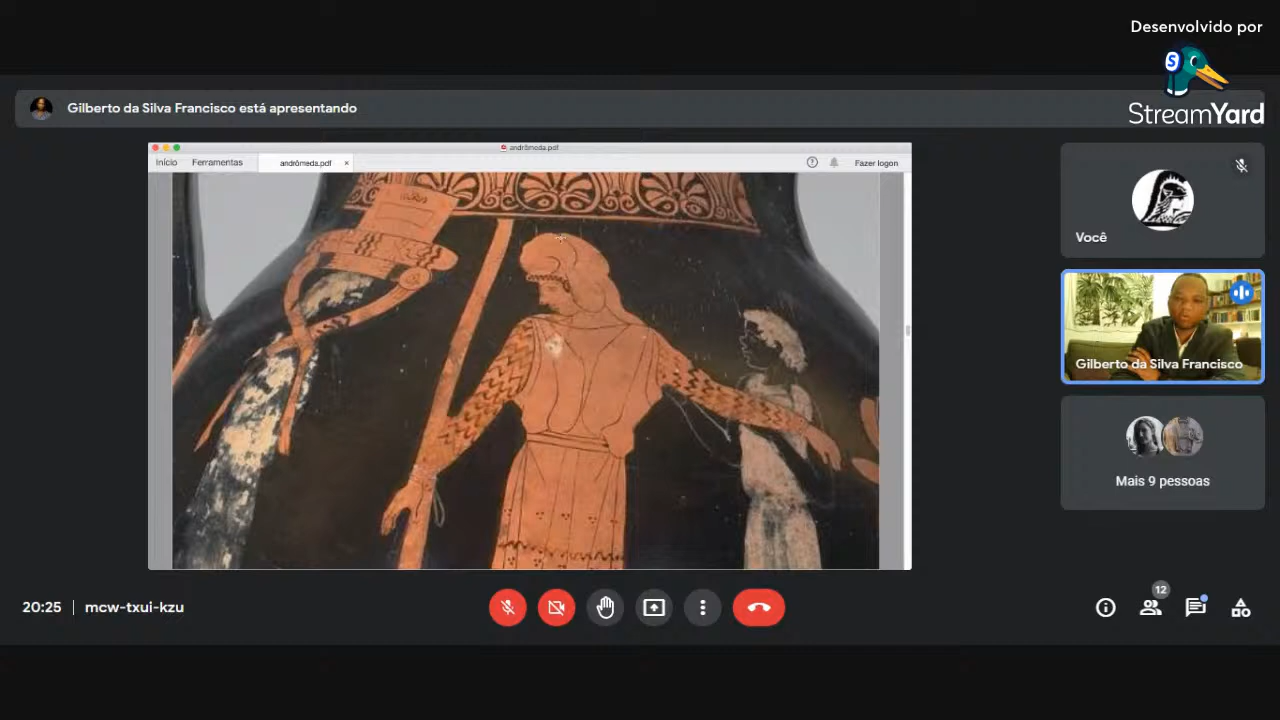 Desenvolvido por
S
StreamYard
Gilberto da Silva Francisco está apresentando
andrômeda.pdf
Início
Ferramentas
andrômeda.pdf
×
?
Fazer logon
Você
Gilberto da Silva Francisco
Mais 9 pessoas
20:25 | mcw-txui-kzu
12